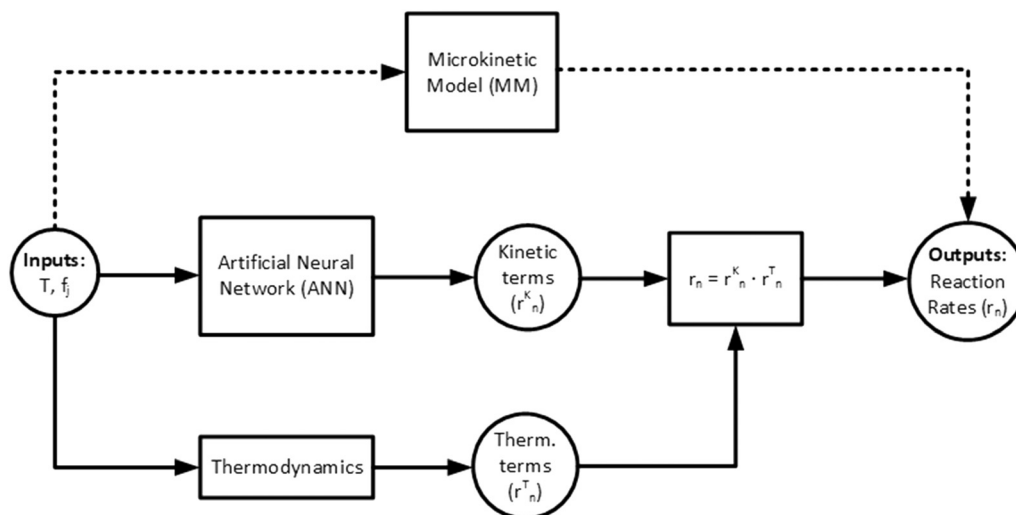 Microkinetic
Model (MM)
Inputs:
T, fⱼ
Artificial Neural
Network (ANN)
Kinetic
terms
(rᴷₙ)
rₙ = rᴷₙ · rᵀₙ
Outputs:
Reaction
Rates (rₙ)
Thermodynamics
Therm.
terms
(rᵀₙ)